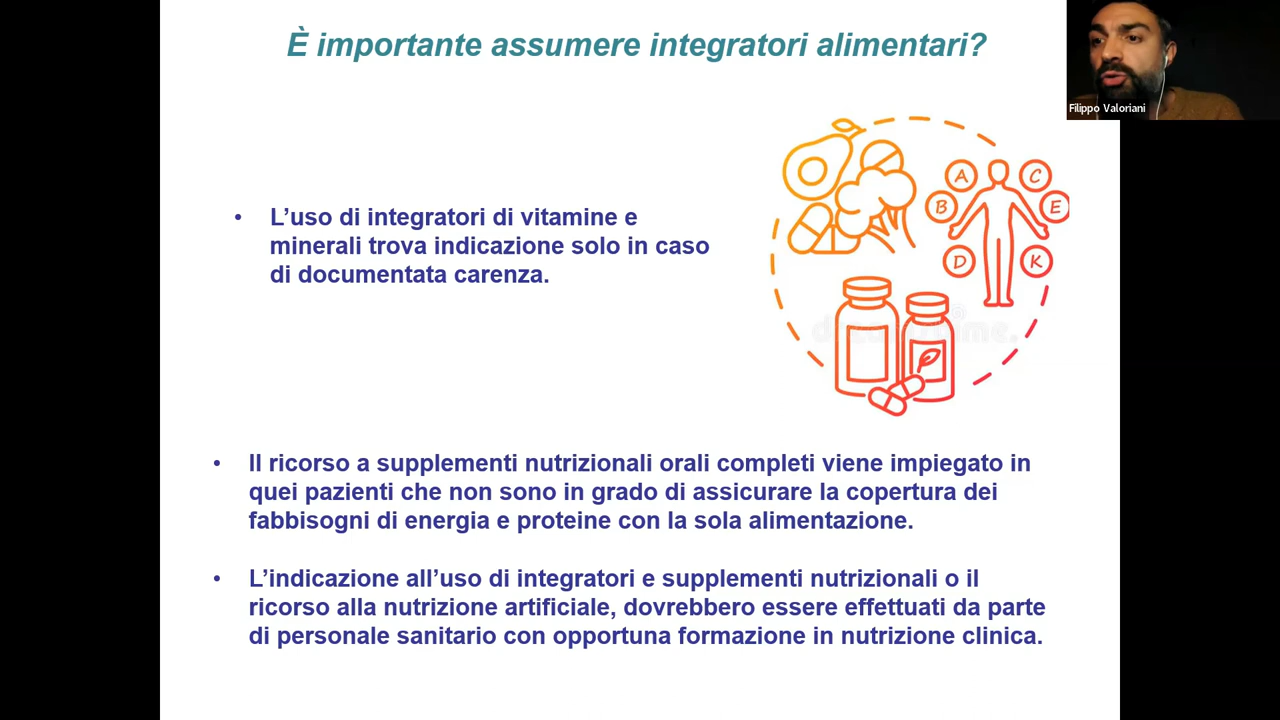 È importante assumere integratori alimentari?
Filippo Valoriani
• L’uso di integratori di vitamine e
minerali trova indicazione solo in caso
di documentata carenza.
A
C
B
E
D
K
• Il ricorso a supplementi nutrizionali orali completi viene impiegato in
quei pazienti che non sono in grado di assicurare la copertura dei
fabbisogni di energia e proteine con la sola alimentazione.
• L’indicazione all’uso di integratori e supplementi nutrizionali o il
ricorso alla nutrizione artificiale, dovrebbero essere effettuati da parte
di personale sanitario con opportuna formazione in nutrizione clinica.